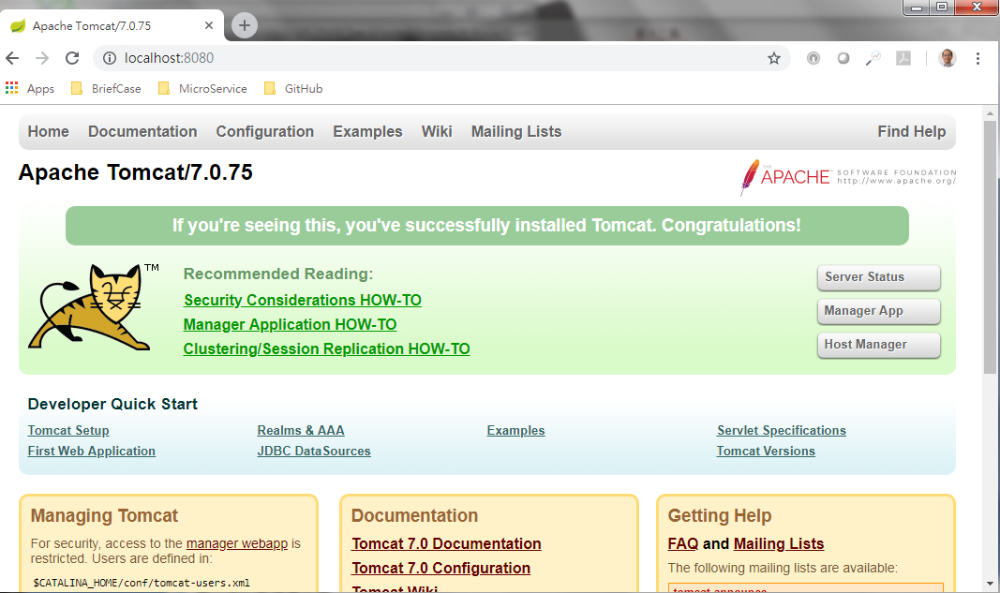 Apache Tomcat/7.0.75
localhost:8080
Apps BriefCase MicroService GitHub
Home Documentation Configuration Examples Wiki Mailing Lists Find Help
Apache Tomcat/7.0.75
THE APACHE SOFTWARE FOUNDATION
http://www.apache.org/
If you're seeing this, you've successfully installed Tomcat. Congratulations!
TM
Recommended Reading:
Security Considerations HOW-TO
Manager Application HOW-TO
Clustering/Session Replication HOW-TO
Server Status
Manager App
Host Manager
Developer Quick Start
Tomcat Setup Realms & AAA Examples Servlet Specifications
First Web Application JDBC DataSources Tomcat Versions
Managing Tomcat
For security, access to the manager webapp is
restricted. Users are defined in:
$CATALINA_HOME/conf/tomcat-users.xml
Documentation
Tomcat 7.0 Documentation
Tomcat 7.0 Configuration
Tomcat Wiki
Getting Help
FAQ and Mailing Lists
The following mailing lists are available:
tomcat-announce